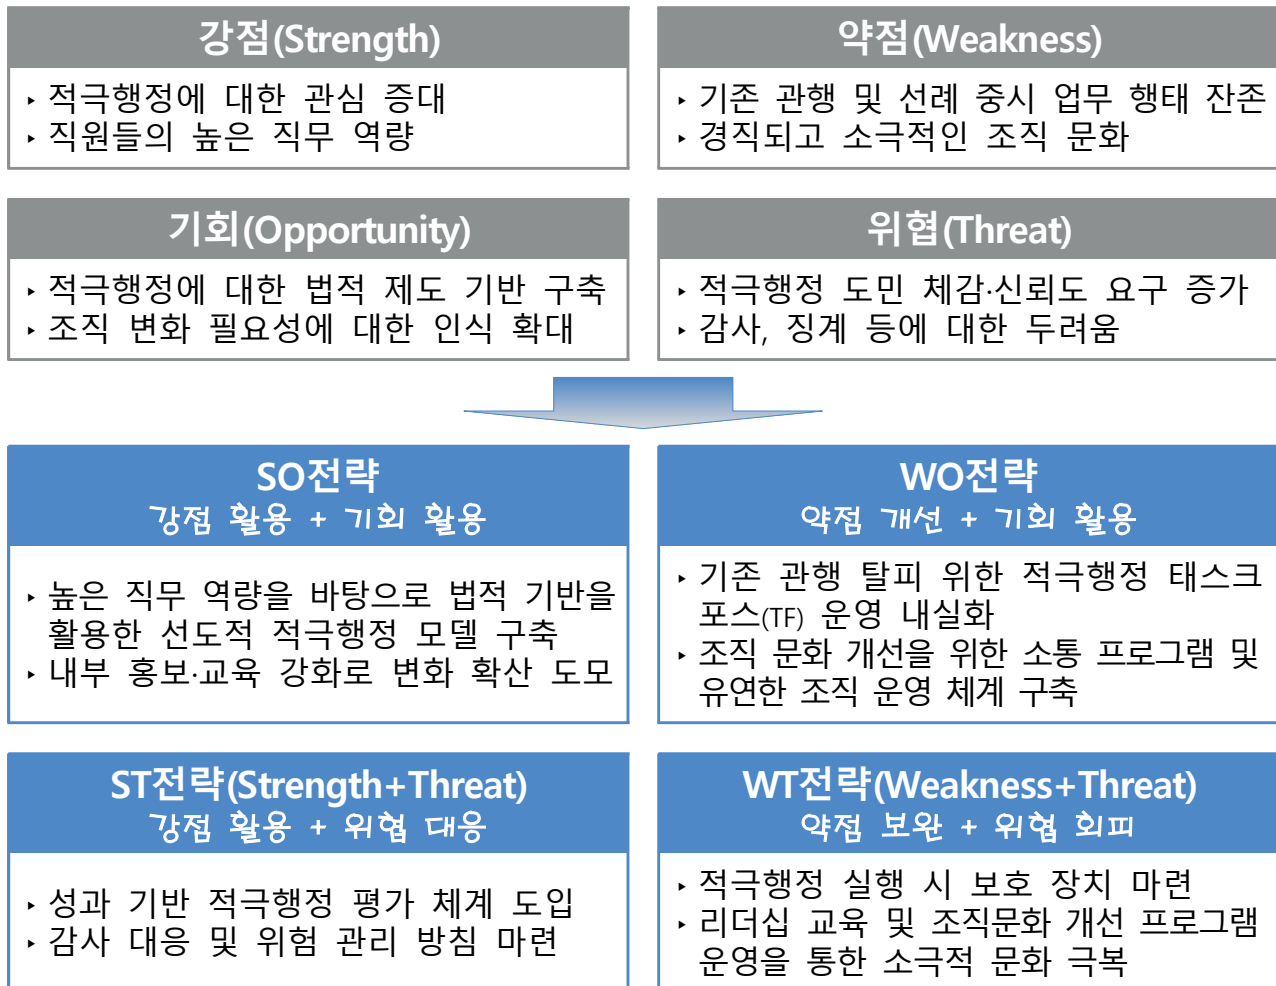 강점(Strength)
‣ 적극행정에 대한 관심 증대
‣ 직원들의 높은 직무 역량
약점(Weakness)
‣ 기존 관행 및 선례 중시 업무 행태 잔존
‣ 경직되고 소극적인 조직 문화
기회(Opportunity)
‣ 적극행정에 대한 법적 제도 기반 구축
‣ 조직 변화 필요성에 대한 인식 확대
위협(Threat)
‣ 적극행정 도민 체감·신뢰도 요구 증가
‣ 감사, 징계 등에 대한 두려움
SO전략
강점 활용 + 기회 활용
‣ 높은 직무 역량을 바탕으로 법적 기반을
활용한 선도적 적극행정 모델 구축
‣ 내부 홍보·교육 강화로 변화 확산 도모
WO전략
약점 개선 + 기회 활용
‣ 기존 관행 탈피 위한 적극행정 태스크
포스(TF) 운영 내실화
‣ 조직 문화 개선을 위한 소통 프로그램 및
유연한 조직 운영 체계 구축
ST전략(Strength+Threat)
강점 활용 + 위협 대응
‣ 성과 기반 적극행정 평가 체계 도입
‣ 감사 대응 및 위험 관리 방침 마련
WT전략(Weakness+Threat)
약점 보완 + 위협 회피
‣ 적극행정 실행 시 보호 장치 마련
‣ 리더십 교육 및 조직문화 개선 프로그램
운영을 통한 소극적 문화 극복